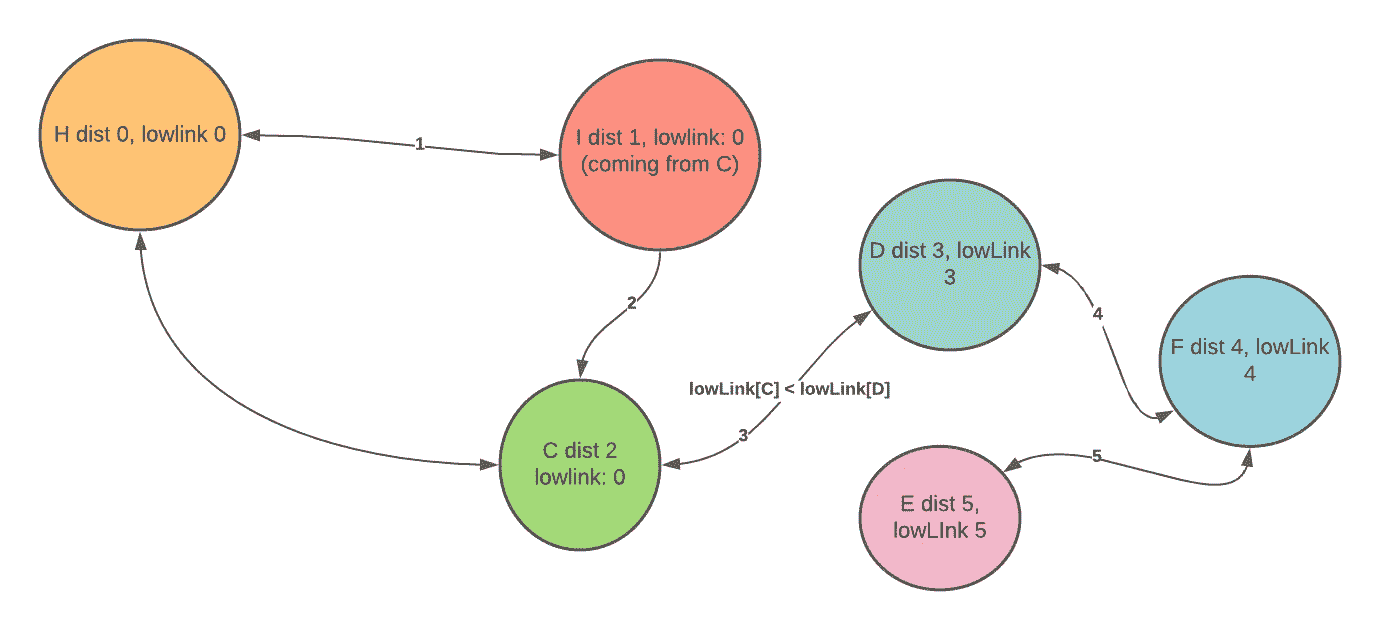 H dist 0, lowlink 0
1
I dist 1, lowlink: 0
(coming from C)
2
D dist 3, lowLink
3
4
F dist 4, lowLink
4
lowLink[C] < lowLink[D]
3
C dist 2
lowlink: 0
5
E dist 5,
lowLInk 5